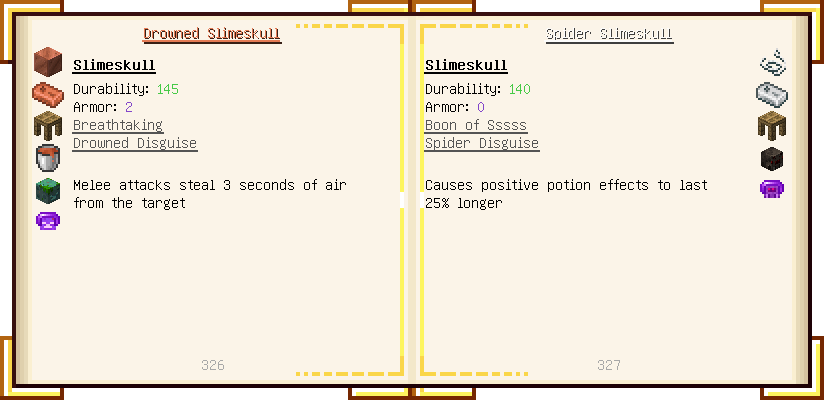 Drowned Slimeskull
Slimeskull
Durability: 145
Armor: 2
Breathtaking
Drowned Disguise
Melee attacks steal 3 seconds of air
from the target
326
Spider Slimeskull
Slimeskull
Durability: 140
Armor: 0
Boon of Sssss
Spider Disguise
Causes positive potion effects to last
25% longer
327